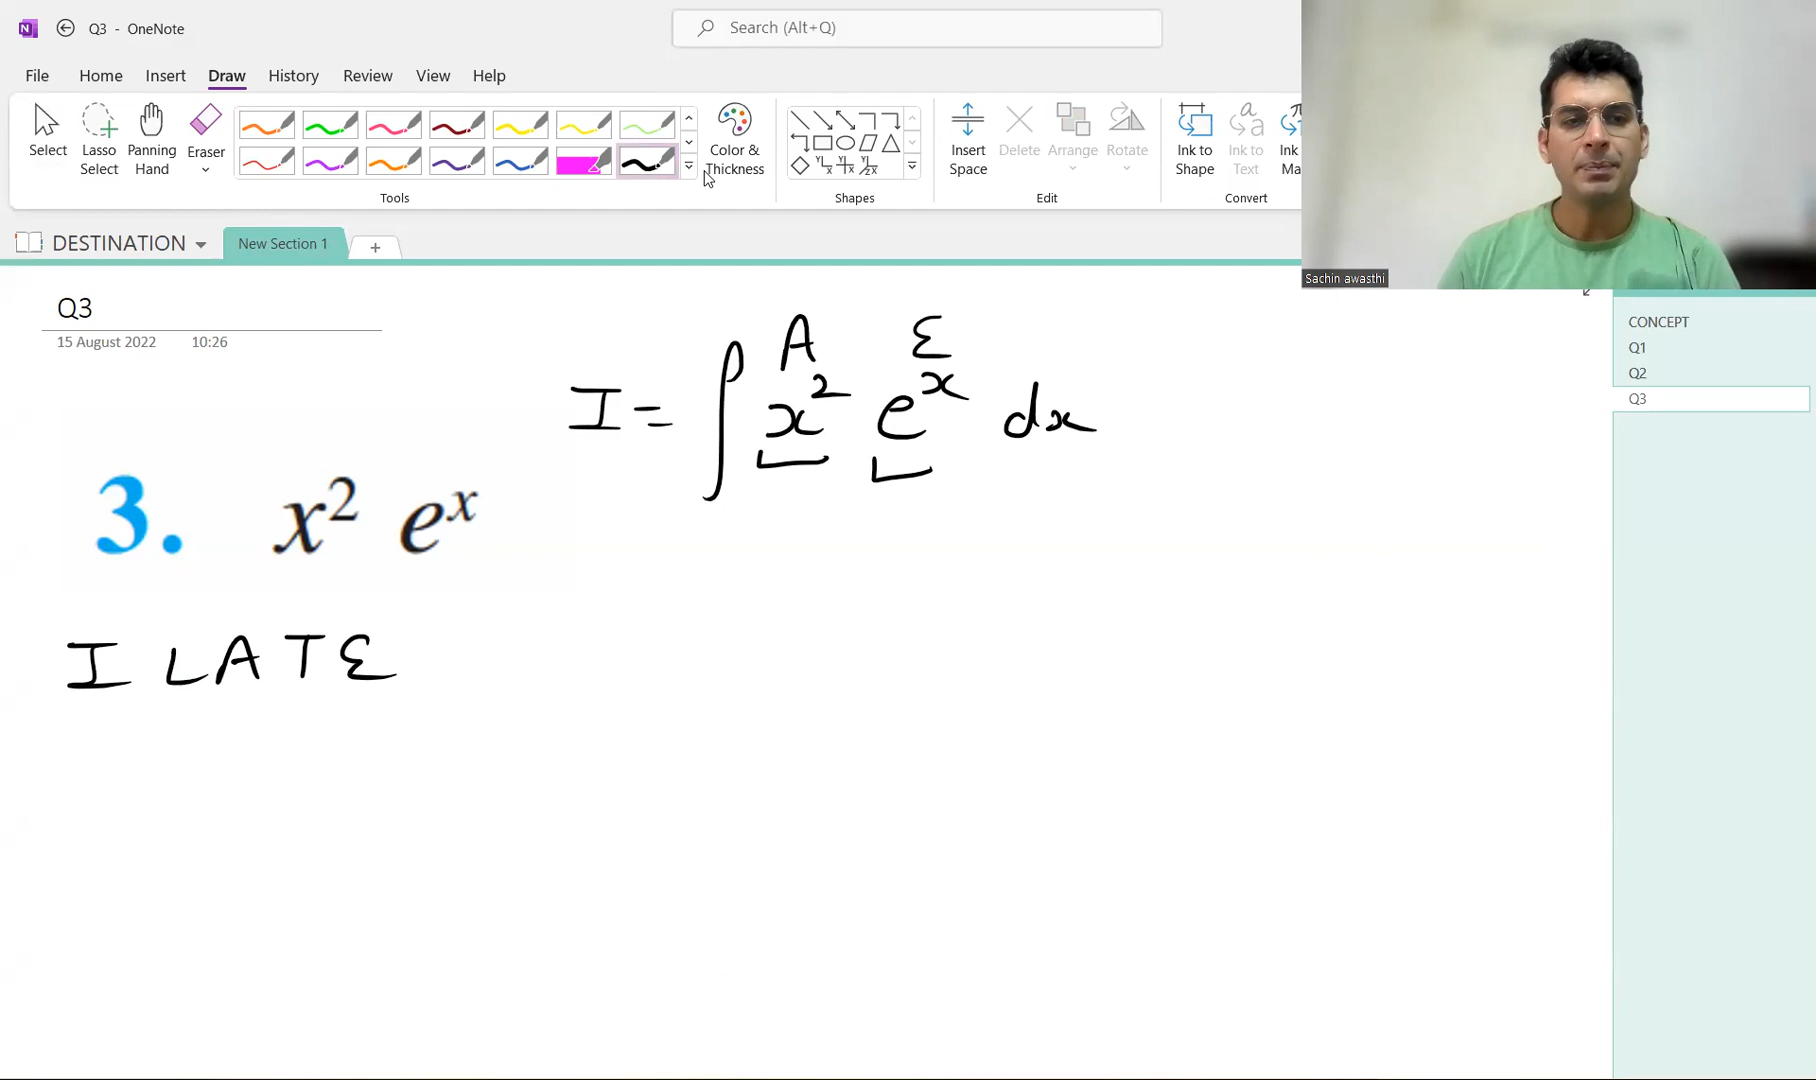 Q3 - OneNote
Search (Alt+Q)
File Home Insert Draw History Review View Help
Select
Lasso Select
Panning Hand
Eraser
Color & Thickness
Insert Space
Delete
Arrange
Rotate
Ink to Shape
Ink to Text
Ink Ma
Tools
Shapes
Edit
Convert
Sachin awasthi
DESTINATION
New Section 1
+
Q3
15 August 2022 10:26
CONCEPT
Q1
Q2
Q3
A E
I = ∫ x² eˣ dx
3. x² eˣ
I L A T E